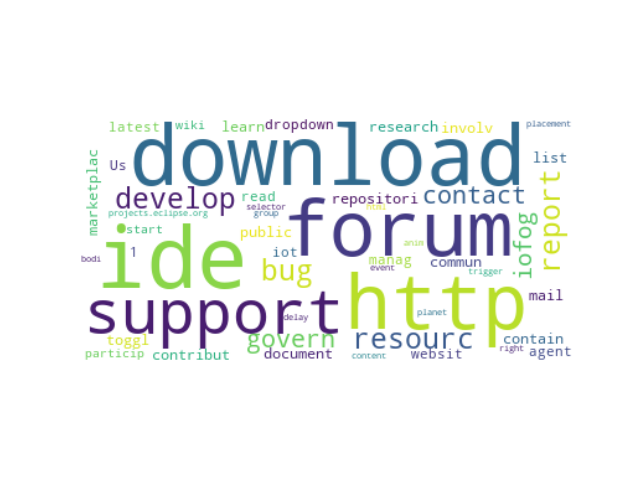 latest wiki learn dropdown research involv placement
download
Us list
marketplac
develop read repositori contact
selector html
projects.eclipse.org group
forum
start public iofog report
ide
1 iot anim
bug manag commun
bodi event trigger
support http mail
delay planet
toggl govern resourc contain
particip contribut document content websit right agent